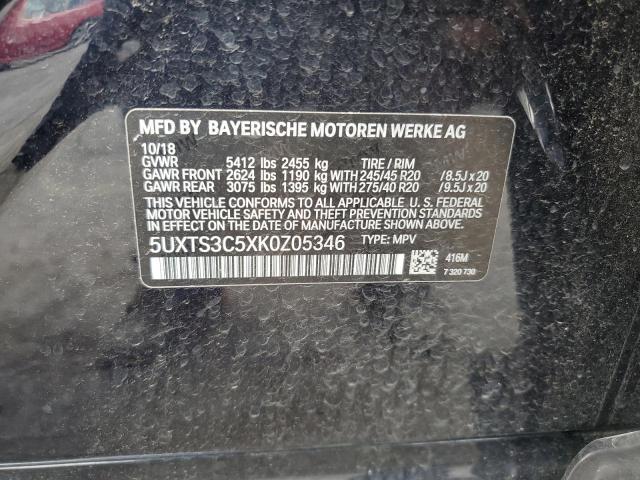 MFD BY BAYERISCHE MOTOREN WERKE AG
10/18
GVWR 5412 lbs 2455 kg TIRE / RIM
GAWR FRONT 2624 lbs 1190 kg WITH 245/45 R20 /8.5J x 20
GAWR REAR 3075 lbs 1395 kg WITH 275/40 R20 /9.5J x 20
THIS VEHICLE CONFORMS TO ALL APPLICABLE U. S. FEDERAL
MOTOR VEHICLE SAFETY STANDARDS IN EFFECT ON THE
DATE OF MANUFACTURE SHOWN ABOVE.
5UXTS3C5XK0Z05346 TYPE: MPV
416M
7 320 730